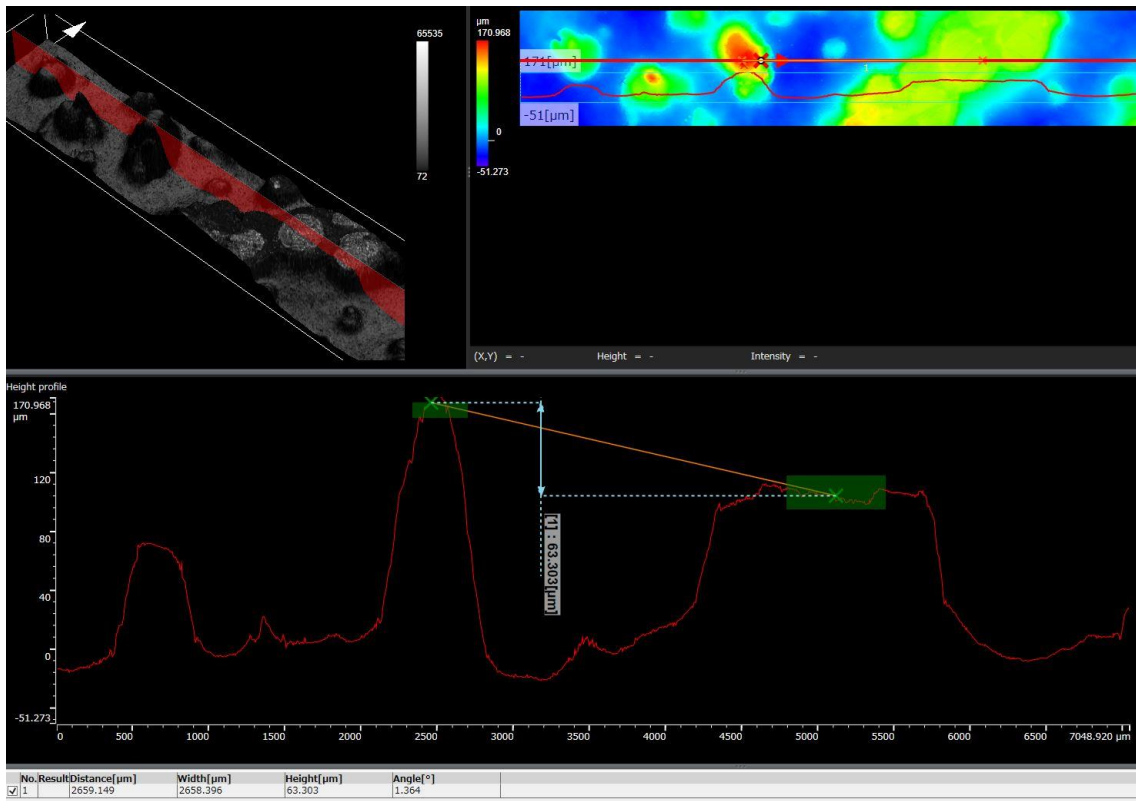 65535
72
µm
170.968
0
-51.273
171[µm]
1
-51[µm]
(X,Y) = - Height = - Intensity = -
Height profile
170.968
µm
120
80
40
0
-51.273
[1] : 63.303[µm]
0 500 1000 1500 2000 2500 3000 3500 4000 4500 5000 5500 6000 6500 7048.920 µm
No. Result Distance[µm] Width[µm] Height[µm] Angle[°]
1 2659.149 2658.396 63.303 1.364